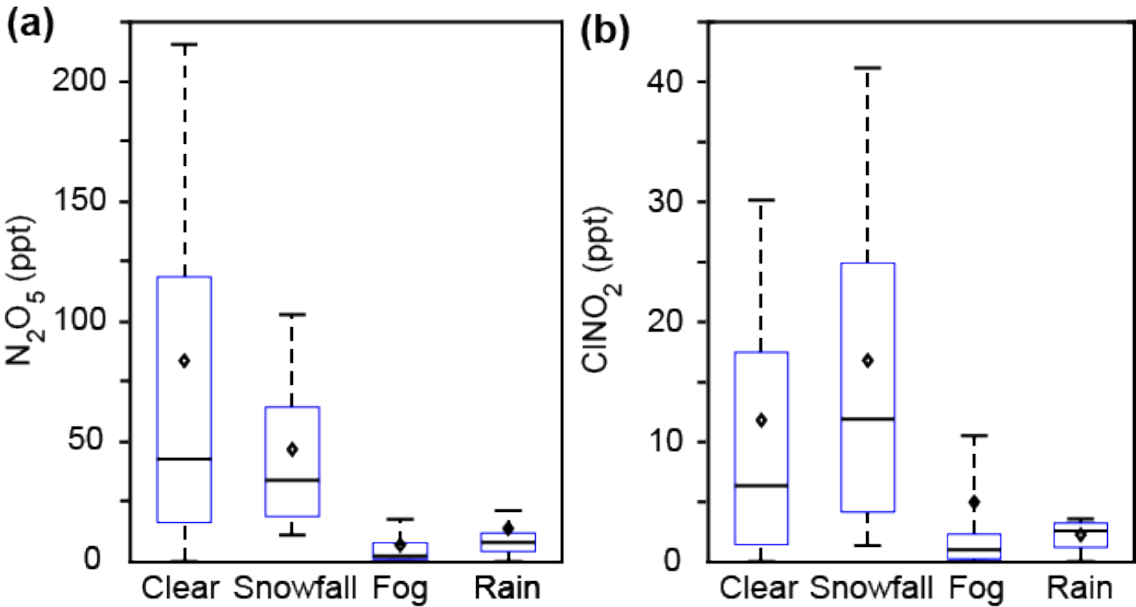 (a)
N₂O₅ (ppt)
200
150
100
50
0
Clear Snowfall Fog Rain
(b)
ClNO₂ (ppt)
40
30
20
10
0
Clear Snowfall Fog Rain